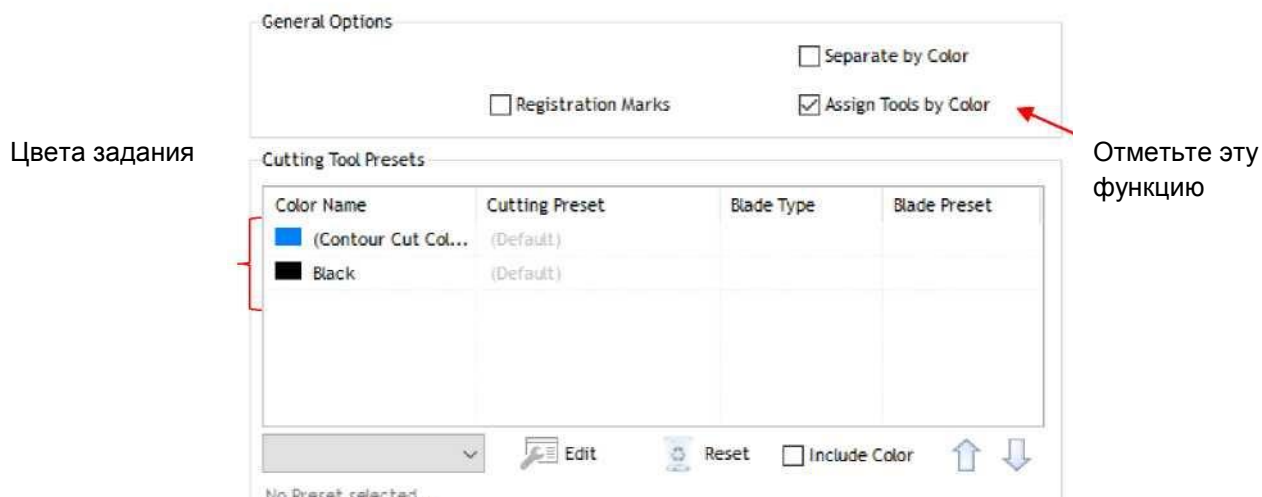 General Options
Separate by Color
Registration Marks
Assign Tools by Color
Цвета задания
Отметьте эту
функцию
Cutting Tool Presets
Color Name Cutting Preset Blade Type Blade Preset
(Contour Cut Col... (Default)
Black (Default)
Edit Reset Include Color
No Preset selected ...